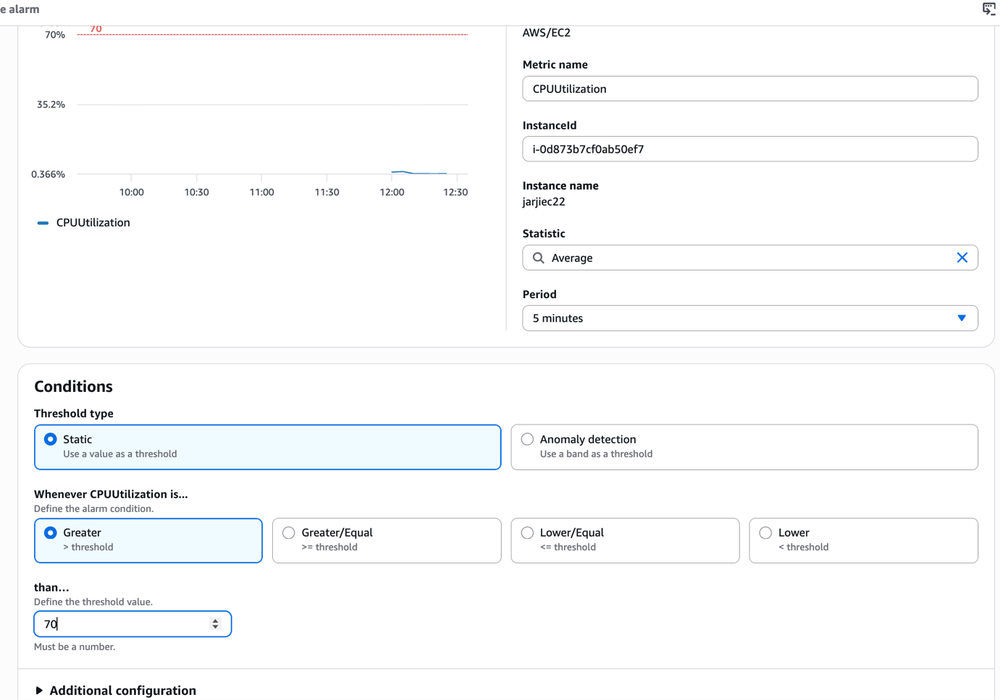 e alarm
70
70%
35.2%
0.366%
10:00
10:30
11:00
11:30
12:00
12:30
CPUUtilization
AWS/EC2
Metric name
CPUUtilization
InstanceId
i-0d873b7cf0ab50ef7
Instance name
jarjiec22
Statistic
Average
Period
5 minutes
Conditions
Threshold type
Static
Use a value as a threshold
Anomaly detection
Use a band as a threshold
Whenever CPUUtilization is...
Define the alarm condition.
Greater
> threshold
Greater/Equal
>= threshold
Lower/Equal
<= threshold
Lower
< threshold
than...
Define the threshold value.
70
Must be a number.
Additional configuration